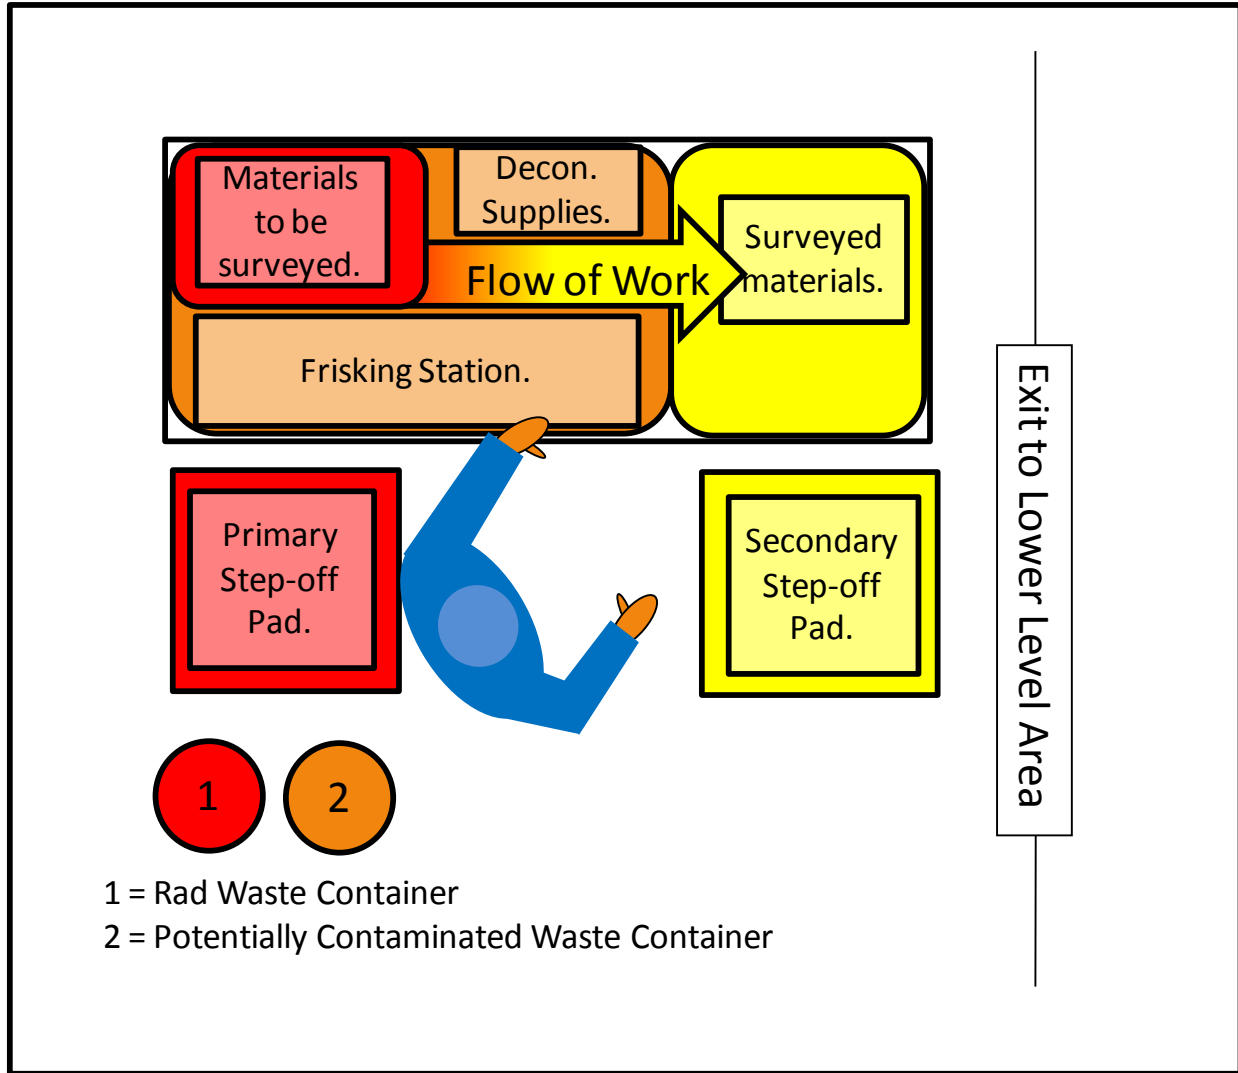 Materials
to be
surveyed.
Decon.
Supplies.
Flow of Work
Surveyed
materials.
Frisking Station.
Primary
Step-off
Pad.
Secondary
Step-off
Pad.
Exit to Lower Level Area
1
2
1 = Rad Waste Container
2 = Potentially Contaminated Waste Container